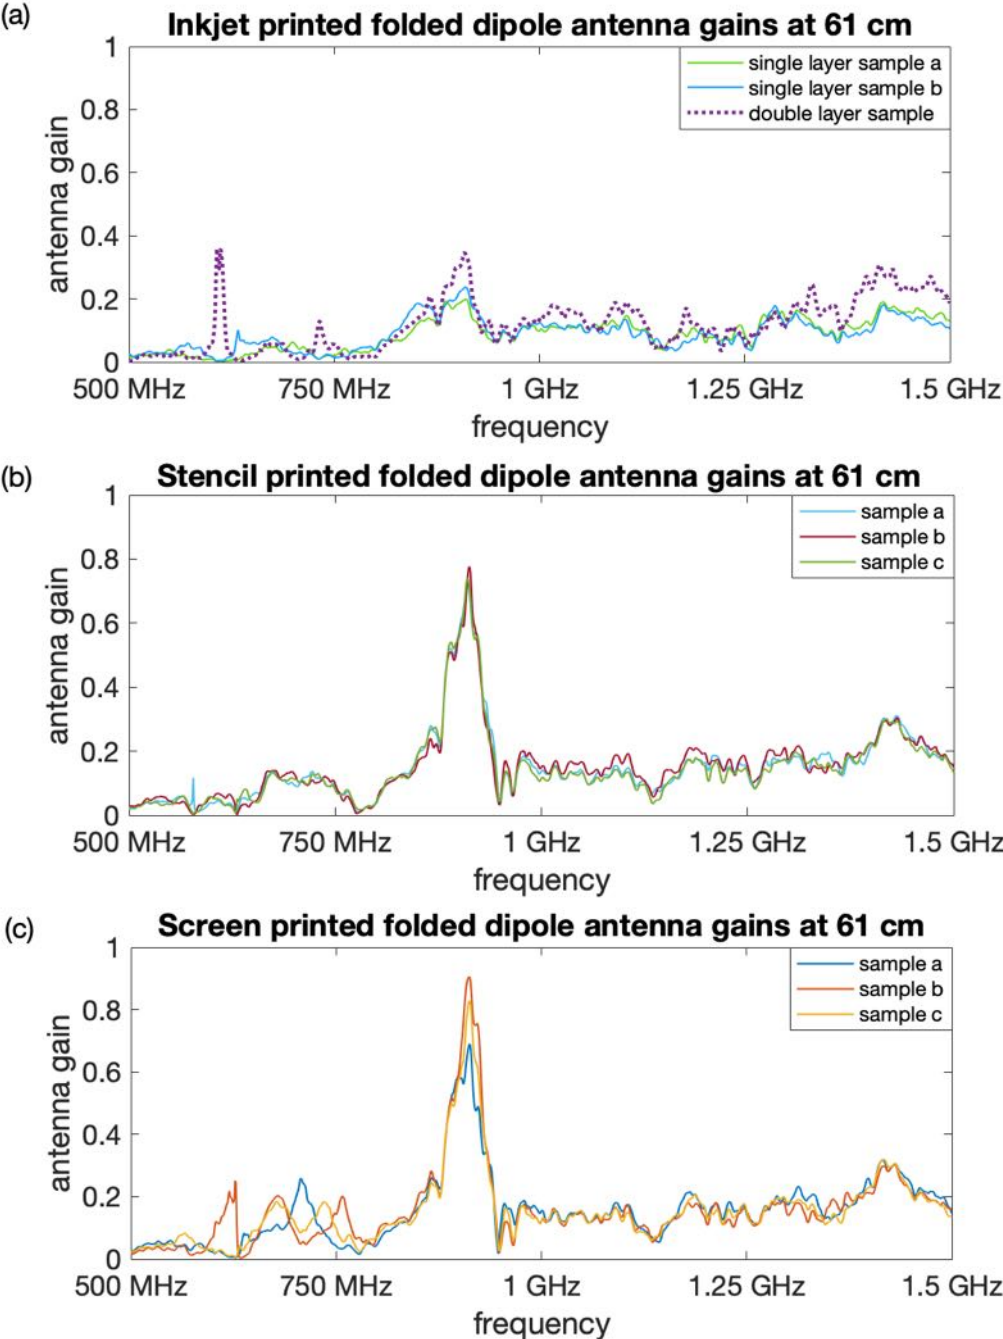 (a)
Inkjet printed folded dipole antenna gains at 61 cm
1
0.8
0.6
0.4
0.2
0
antenna gain
single layer sample a
single layer sample b
double layer sample
500 MHz 750 MHz 1 GHz 1.25 GHz 1.5 GHz
frequency
(b)
Stencil printed folded dipole antenna gains at 61 cm
1
0.8
0.6
0.4
0.2
0
antenna gain
sample a
sample b
sample c
500 MHz 750 MHz 1 GHz 1.25 GHz 1.5 GHz
frequency
(c)
Screen printed folded dipole antenna gains at 61 cm
1
0.8
0.6
0.4
0.2
0
antenna gain
sample a
sample b
sample c
500 MHz 750 MHz 1 GHz 1.25 GHz 1.5 GHz
frequency